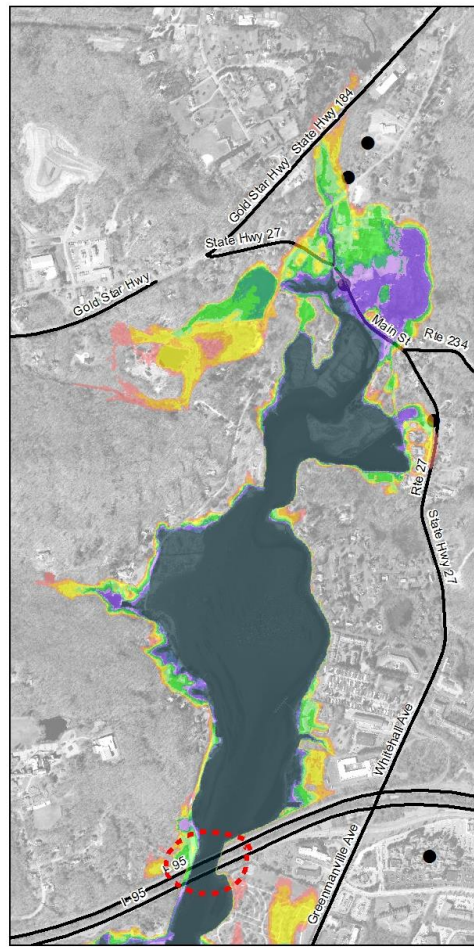 Gold Star Hwy State Hwy 184
State Hwy 27
Gold Star Hwy
Main St
Rte 234
Rte 27
State Hwy 27
Whitehall Ave
I- 95
I- 95
Greenmanville Ave